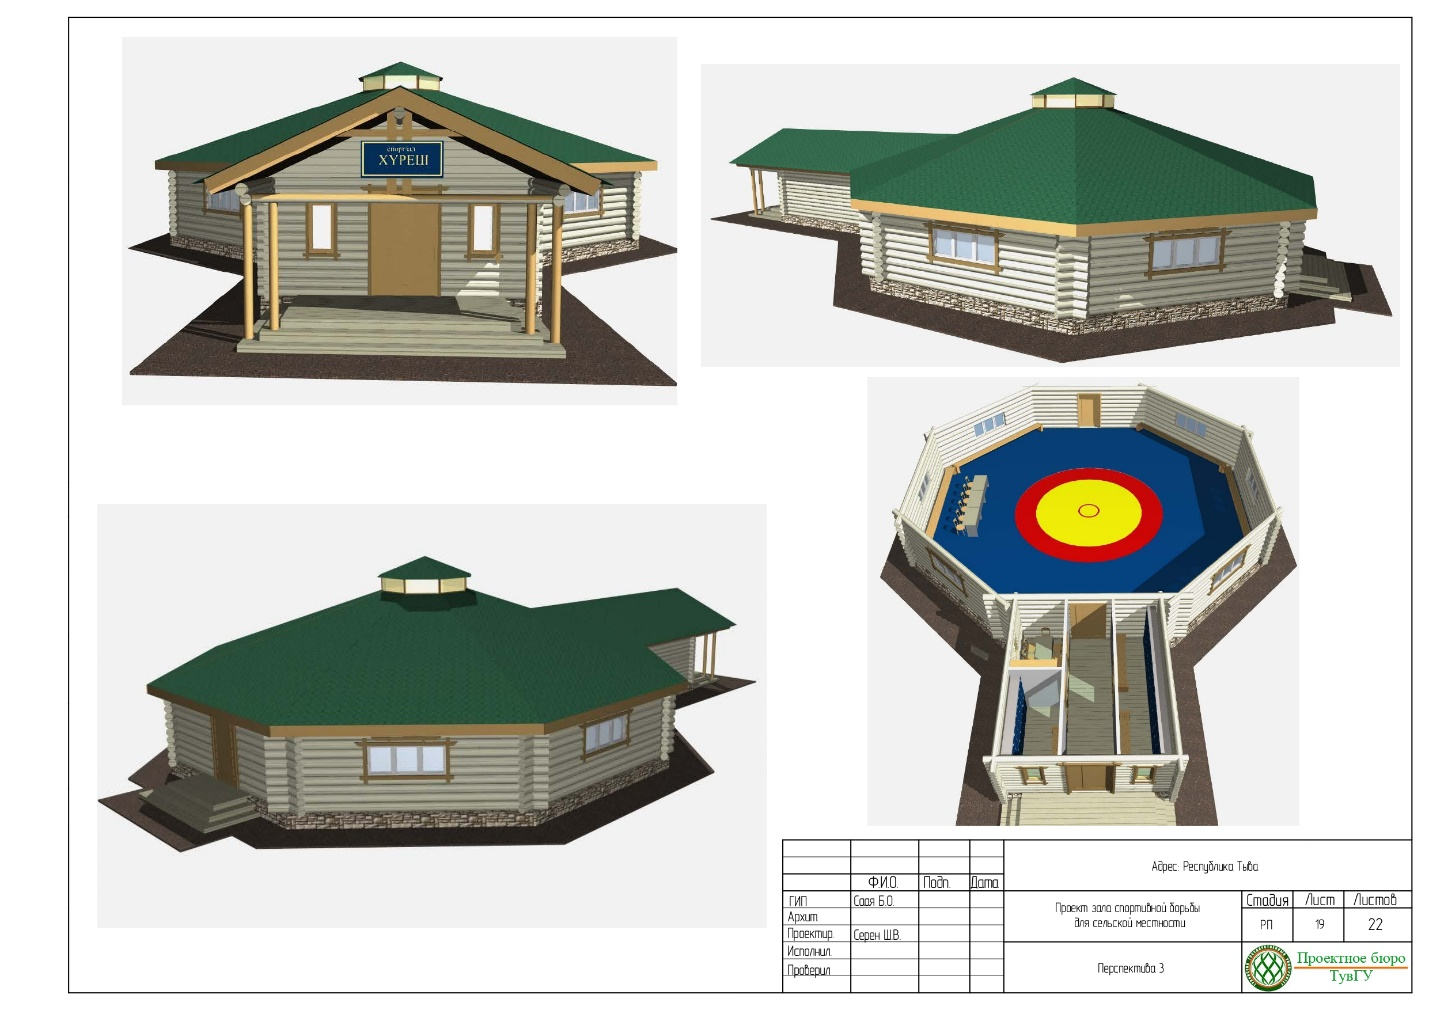 спортзал
ХҮРЕШ
Адрес: Республика Тыва
Ф.И.О. Подп. Дата
ГИП Саая Б.О.
Архит.
Проектир. Серен Ш.В.
Исполнил.
Проверил
Проект зала спортивной борьбы
для сельской местности
Стадия Лист Листов
РП 19 22
Перспектива 3
Проектное бюро
ТувГУ